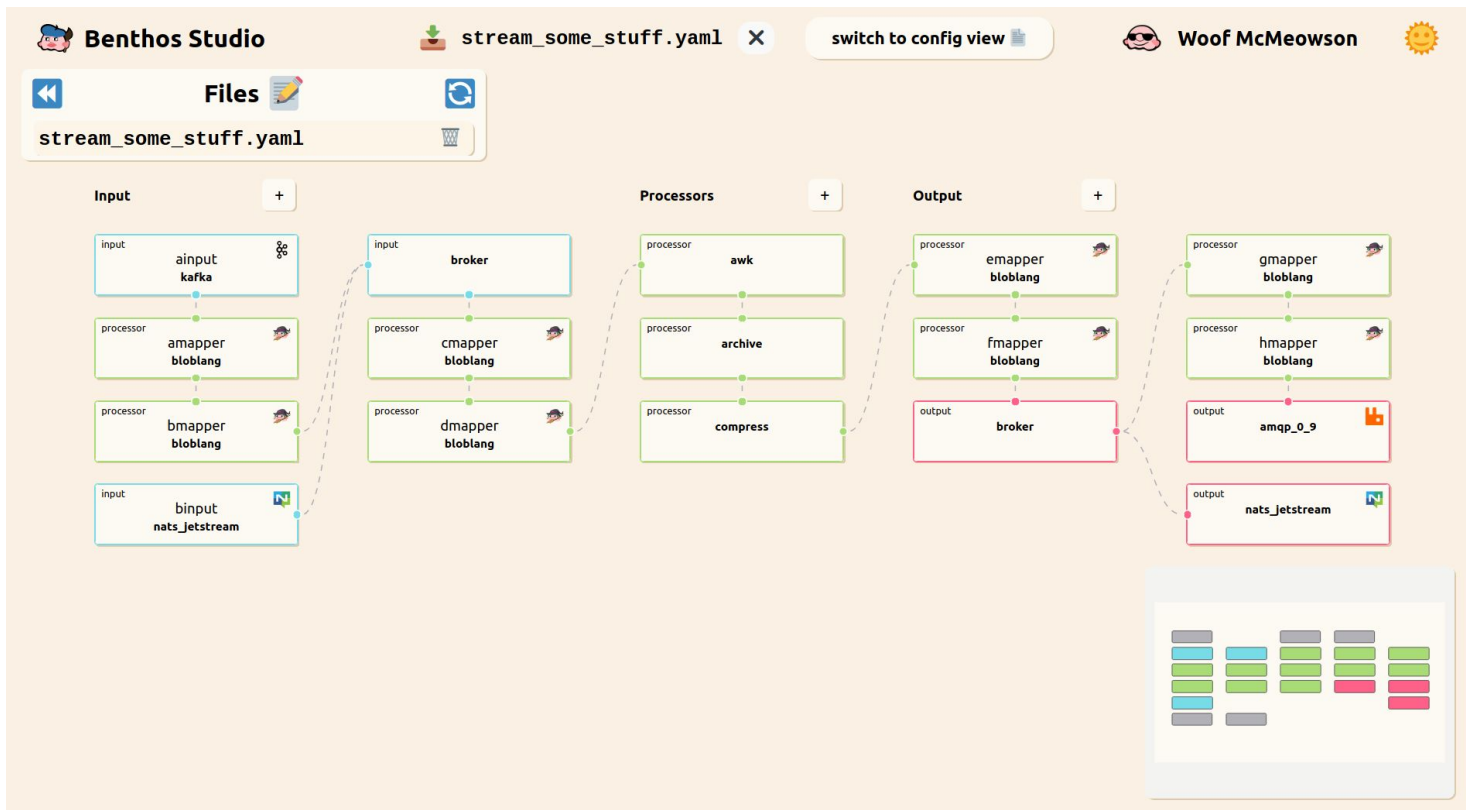 Benthos Studio
stream_some_stuff.yaml
switch to config view
Woof McMeowson
Files
stream_some_stuff.yaml
Input +
Processors +
Output +
input
ainput
kafka
processor
amapper
bloblang
processor
bmapper
bloblang
input
binput
nats_jetstream
input
broker
processor
cmapper
bloblang
processor
dmapper
bloblang
processor
awk
processor
archive
processor
compress
processor
emapper
bloblang
processor
fmapper
bloblang
output
broker
processor
gmapper
bloblang
processor
hmapper
bloblang
output
amqp_0_9
output
nats_jetstream